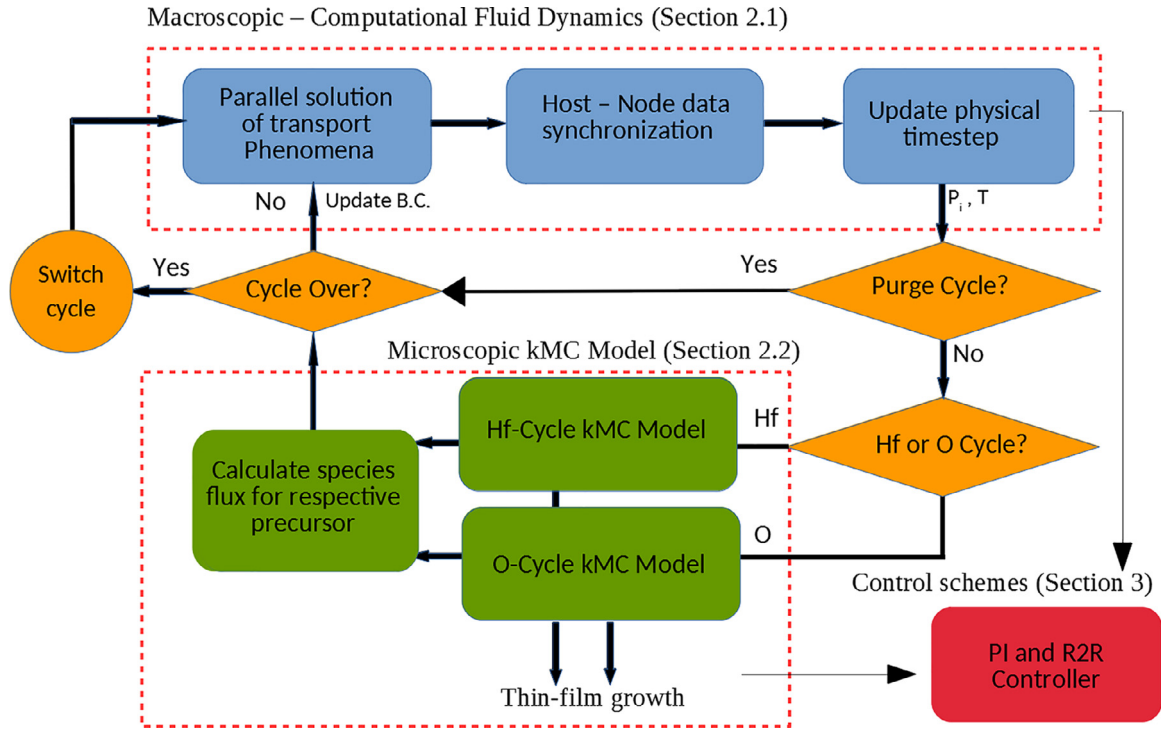 Macroscopic – Computational Fluid Dynamics (Section 2.1)
Parallel solution
of transport
Phenomena
Host – Node data
synchronization
Update physical
timestep
No
Update B.C.
Pi , T
Switch
cycle
Yes
Cycle Over?
Yes
Purge Cycle?
No
Microscopic kMC Model (Section 2.2)
Hf-Cycle kMC Model
Hf
Hf or O Cycle?
Calculate species
flux for respective
precursor
O-Cycle kMC Model
O
Thin-film growth
Control schemes (Section 3)
PI and R2R
Controller